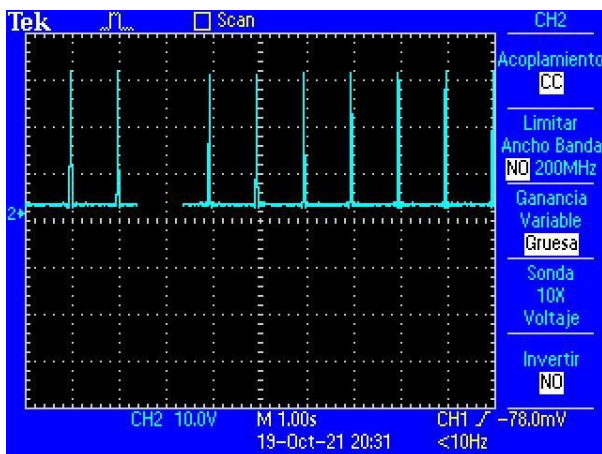 Tek Scan CH2
Acoplamiento
CC
Limitar
Ancho Banda
NO 200MHz
Ganancia
Variable
Gruesa
2
Sonda
10X
Voltaje
Invertir
NO
CH2 10.0V M 1.00s CH1 -78.0mV
19-Oct-21 20:31 <10Hz